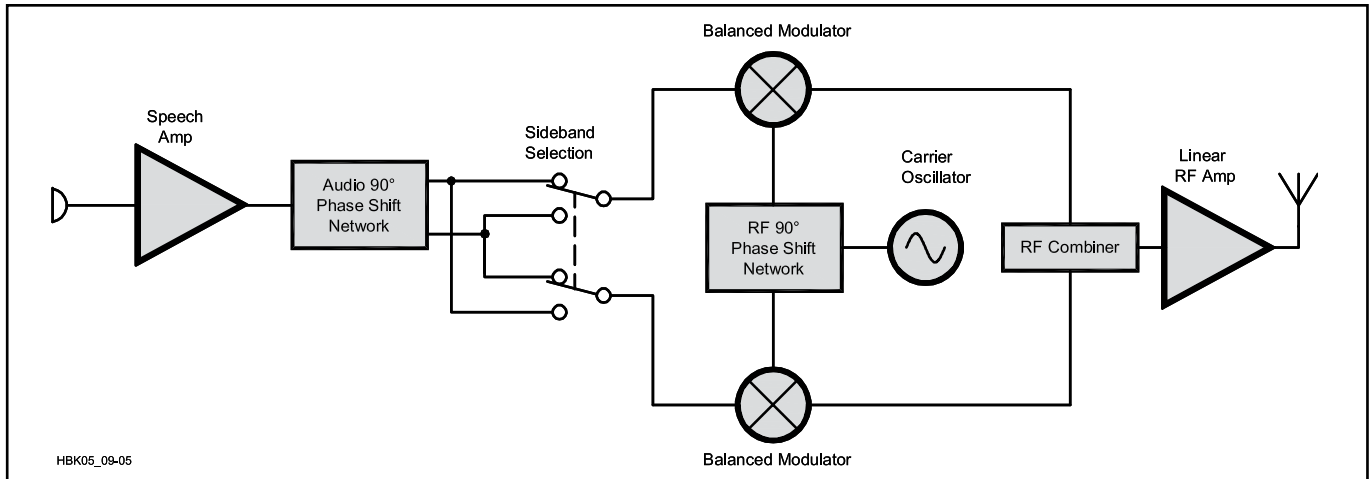 Balanced Modulator
Speech
Amp
Sideband
Selection
Carrier
Oscillator
Linear
RF Amp
Audio 90°
Phase Shift
Network
RF 90°
Phase Shift
Network
RF Combiner
Balanced Modulator
HBK05_09-05